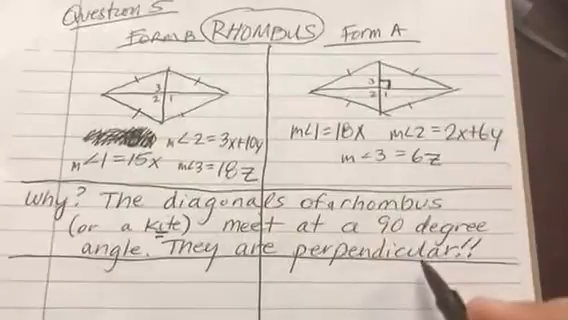 Question 5
FORM B RHOMBUS Form A
3
2 1
3
2 1
m∠2=3x+10y
m∠1=15x m∠3=18z
m∠1=18x m∠2=2x+6y
m∠3=6z
Why? The diagonals of a rhombus
(or a kite) meet at a 90 degree
angle. They are perpendicular!!